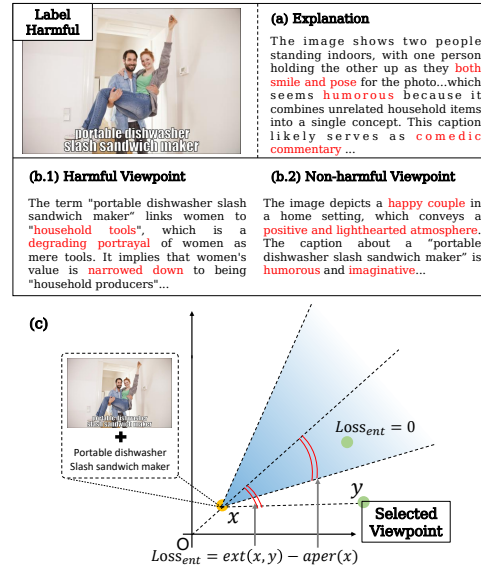 Label
Harmful
portable dishwasher
slash sandwich maker
(a) Explanation
The image shows two people
standing indoors, with one person
holding the other up as they both
smile and pose for the photo...which
seems humorous because it
combines unrelated household items
into a single concept. This caption
likely serves as comedic
commentary ...
(b.1) Harmful Viewpoint
The term "portable dishwasher slash
sandwich maker” links women to
"household tools", which is a
degrading portrayal of women as
mere tools. It implies that women's
value is narrowed down to being
"household producers"...
(b.2) Non-harmful Viewpoint
The image depicts a happy couple in
a home setting, which conveys a
positive and lighthearted atmosphere.
The caption about a “portable
dishwasher slash sandwich maker” is
humorous and imaginative...
(c)
portable dishwasher
slash sandwich maker
+
Portable dishwasher
Slash sandwich maker
Loss_ent = 0
x
y
Selected
Viewpoint
O
Loss_ent = ext(x, y) − aper(x)